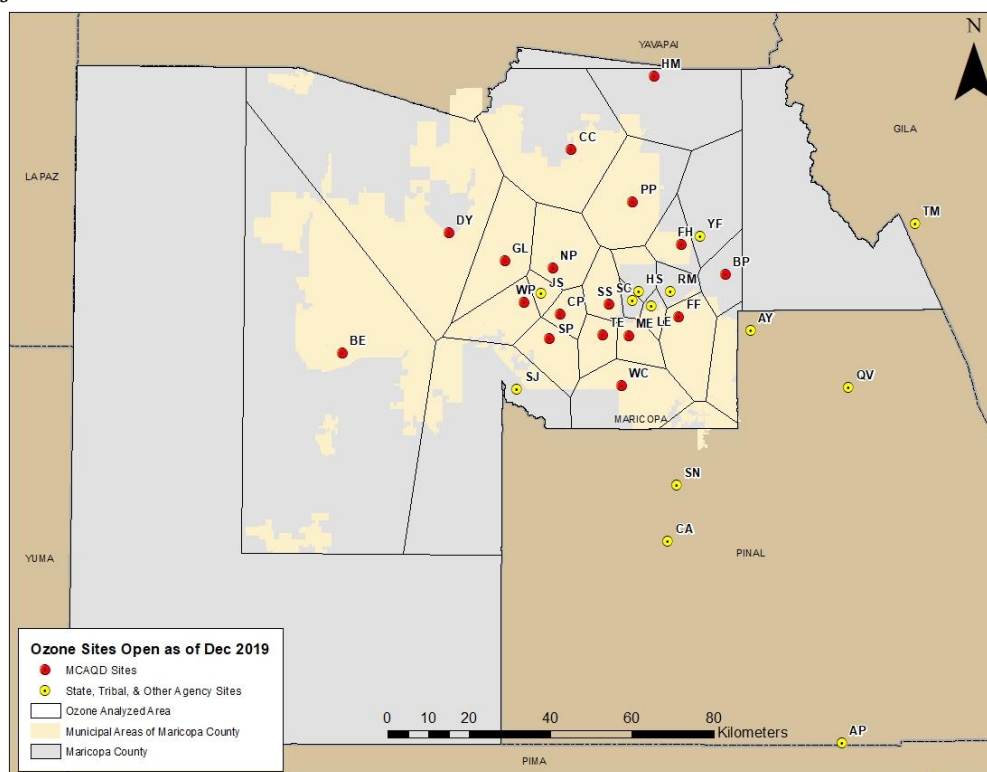 N
YAVAPAI
HM
GILA
CC
LA PAZ
PP
TM
DY
YF
FH
GL
NP
BP
JS
SC
HS
RM
WP
CP
SS
FF
SP
TE
ME
LE
AY
BE
SJ
WC
QV
MARICOPA
SN
CA
PINAL
YUMA
Ozone Sites Open as of Dec 2019
MCAQD Sites
State, Tribal, & Other Agency Sites
Ozone Analyzed Area
Municipal Areas of Maricopa County
Maricopa County
0 5 10 20 40 60 80
Kilometers
AP
PIMA